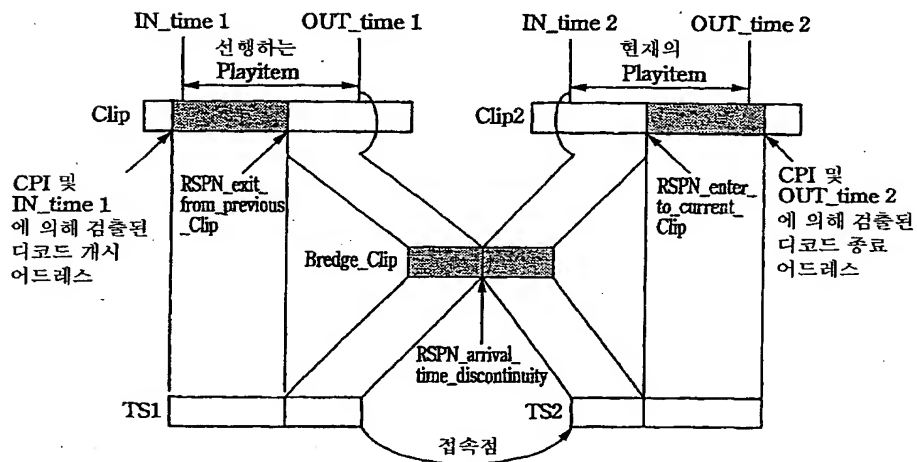 IN_time 1
OUT_time 1
IN_time 2
OUT_time 2
선행하는
Playitem
현재의
Playitem
Clip
Clip2
CPI 및
IN_time 1
에 의해 검출된
디코드 개시
어드레스
RSPN_exit_
from_previous
_Clip
RSPN_enter_
to_current_
Clip
CPI 및
OUT_time 2
에 의해 검출된
디코드 종료
어드레스
Bredge_Clip
RSPN_arrival_
time_discontinuity
TS1
TS2
접속점